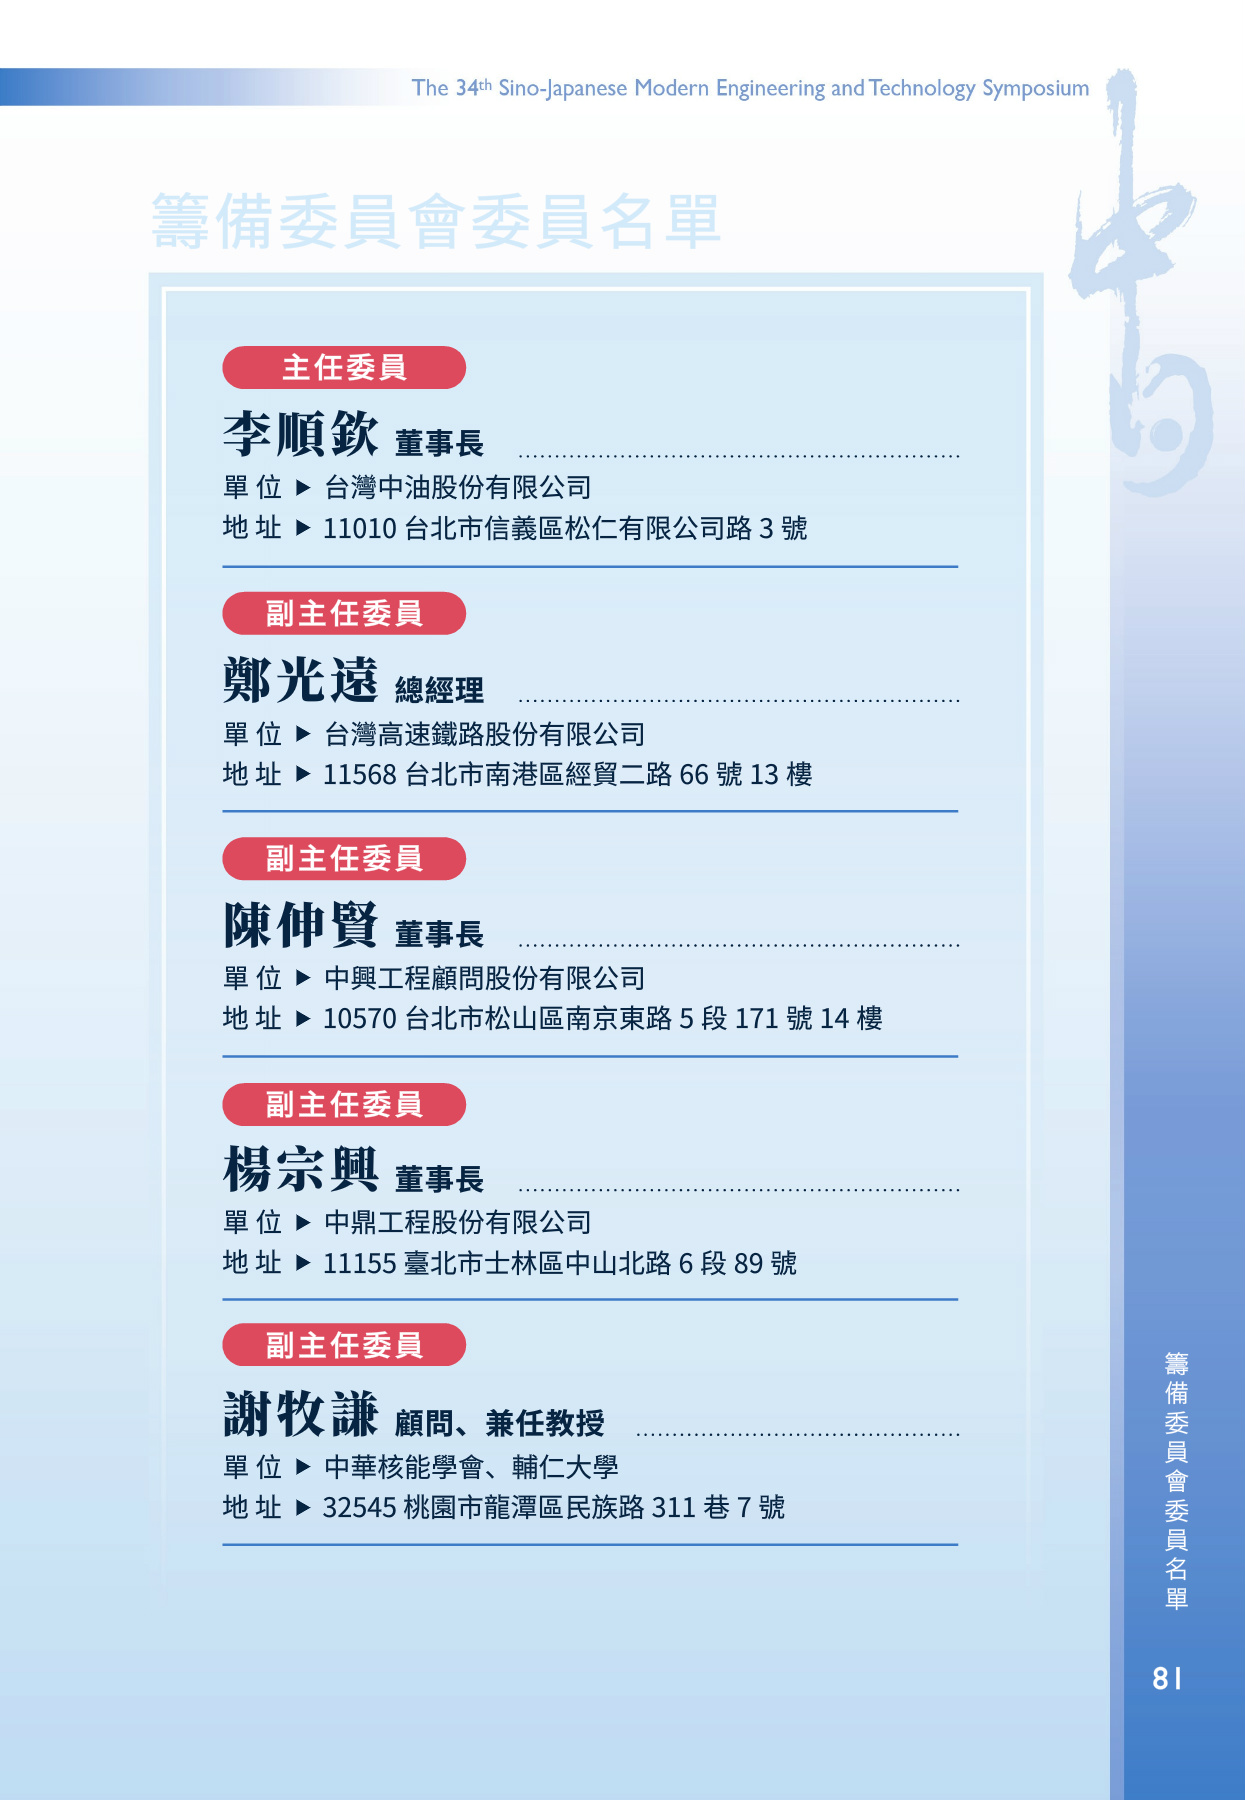 The 34th Sino-Japanese Modern Engineering and Technology Symposium
中日
籌備委員會委員名單
主任委員
李順欽 董事長
單位 ▶ 台灣中油股份有限公司
地址 ▶ 11010 台北市信義區松仁有限公司路 3 號
副主任委員
鄭光遠 總經理
單位 ▶ 台灣高速鐵路股份有限公司
地址 ▶ 11568 台北市南港區經貿二路 66 號 13 樓
副主任委員
陳伸賢 董事長
單位 ▶ 中興工程顧問股份有限公司
地址 ▶ 10570 台北市松山區南京東路 5 段 171 號 14 樓
副主任委員
楊宗興 董事長
單位 ▶ 中鼎工程股份有限公司
地址 ▶ 11155 臺北市士林區中山北路 6 段 89 號
副主任委員
謝牧謙 顧問、兼任教授
單位 ▶ 中華核能學會、輔仁大學
地址 ▶ 32545 桃園市龍潭區民族路 311 巷 7 號
籌備委員會委員名單
81